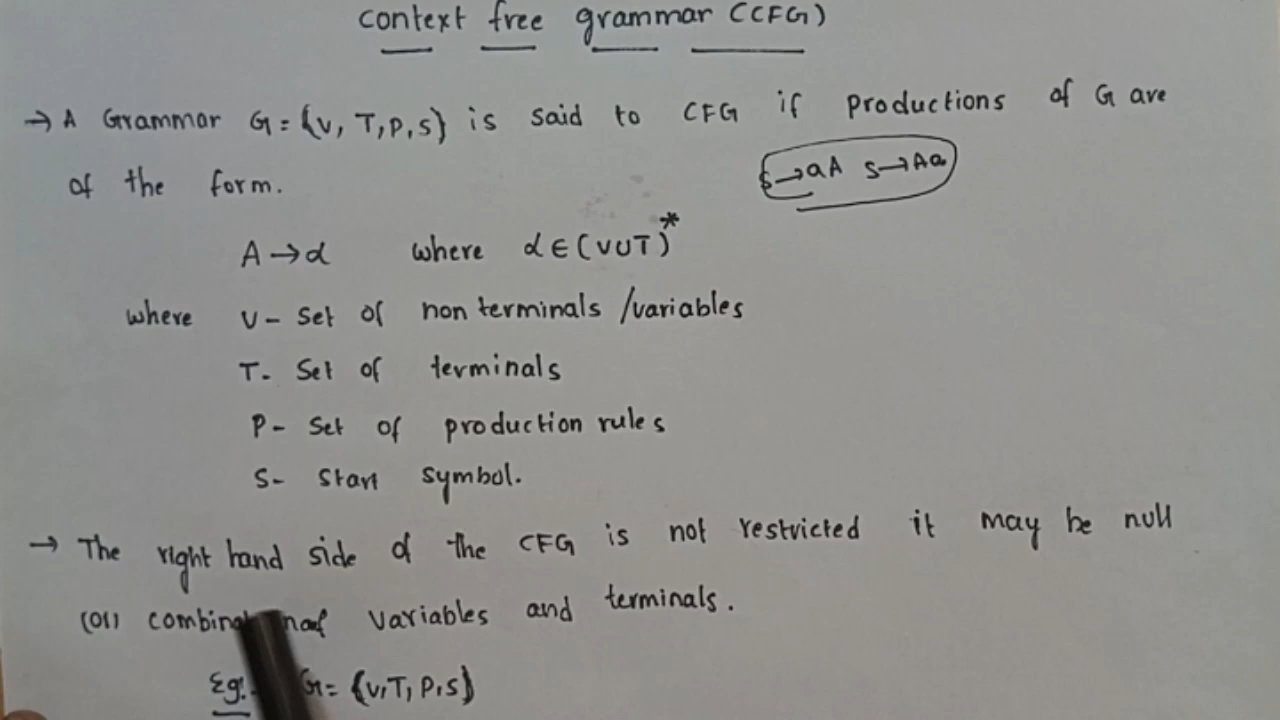 context free grammar (CFG)
→ A Grammar G = {V, T, P, S} is said to CFG if productions of G are
of the form.
S→aA S→Aa
A→α where α∈(VUT)*
where V- Set of non terminals /variables
T- Set of terminals
P- Set of production rules
S- Start symbol.
→ The right hand side of the CFG is not restricted it may be null
(or) variables and terminals.
Eg:- G = {V, T, P, S}